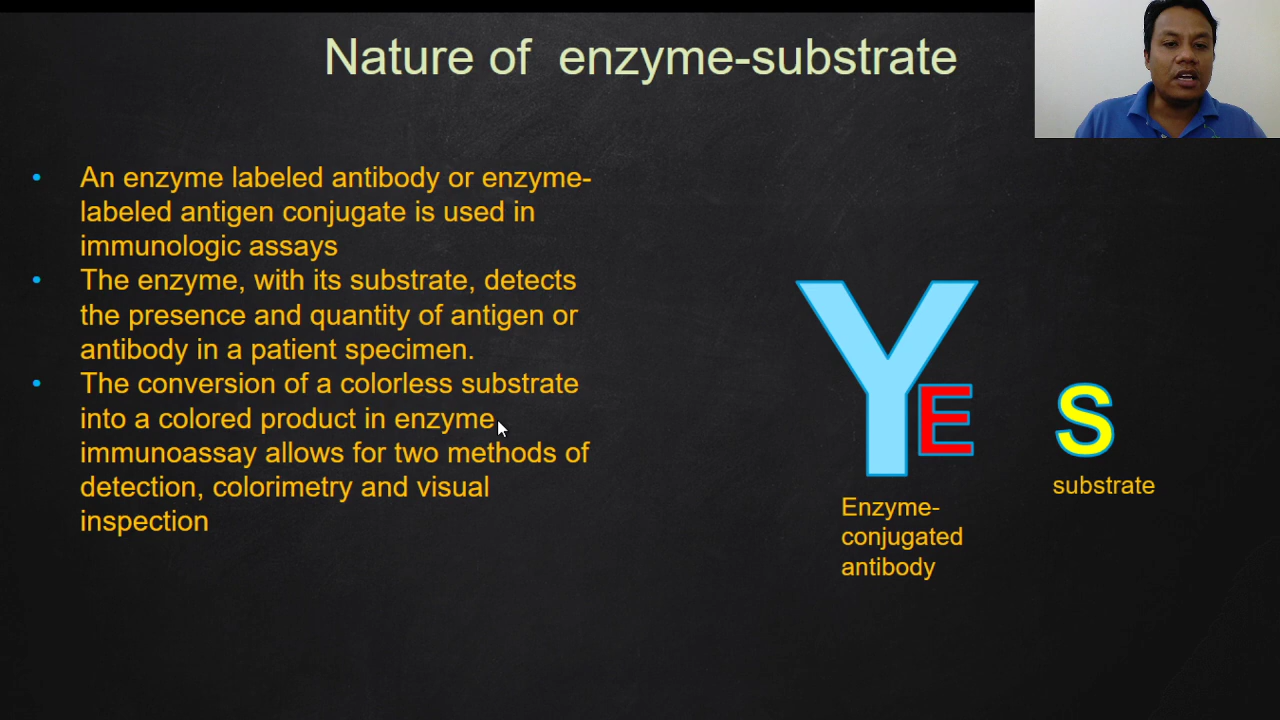 Nature of enzyme-substrate
• An enzyme labeled antibody or enzyme-
labeled antigen conjugate is used in
immunologic assays
• The enzyme, with its substrate, detects
the presence and quantity of antigen or
antibody in a patient specimen.
• The conversion of a colorless substrate
into a colored product in enzyme
immunoassay allows for two methods of
detection, colorimetry and visual
inspection
Y
E
Enzyme-
conjugated
antibody
S
substrate